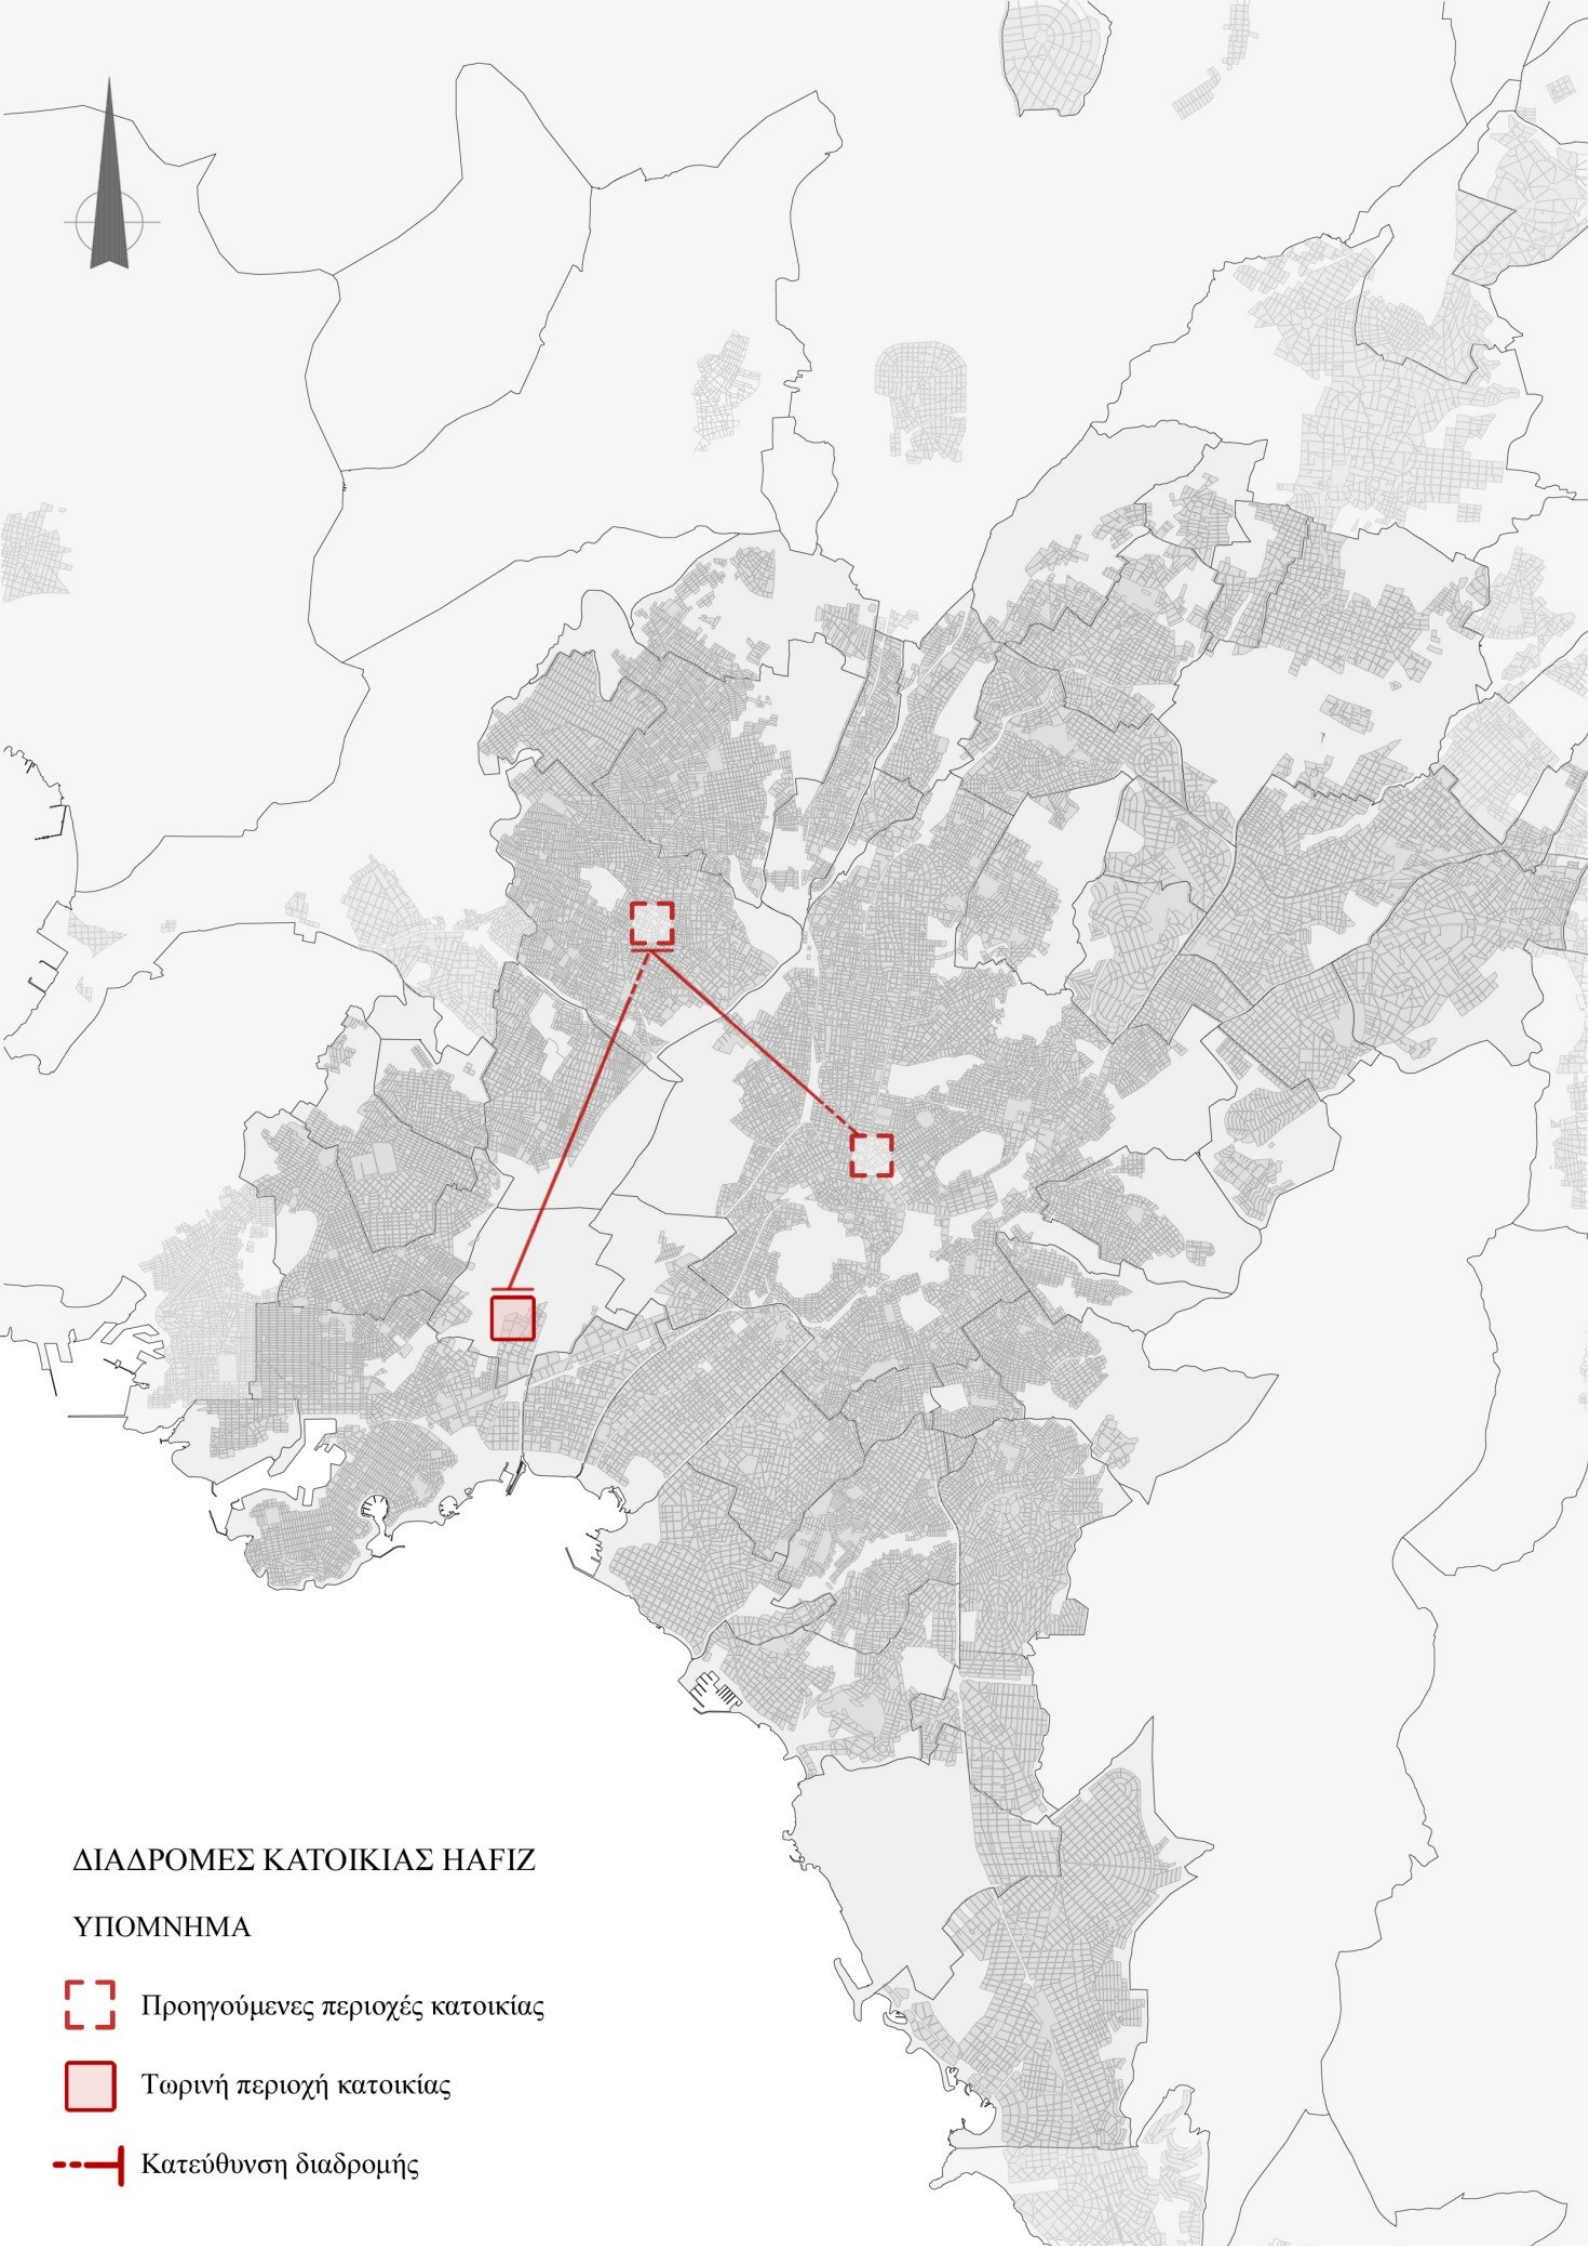 ΔΙΑΔΡΟΜΕΣ ΚΑΤΟΙΚΙΑΣ HAFIZ
ΥΠΟΜΝΗΜΑ
Προηγούμενες περιοχές κατοικίας
Τωρινή περιοχή κατοικίας
Κατεύθυνση διαδρομής